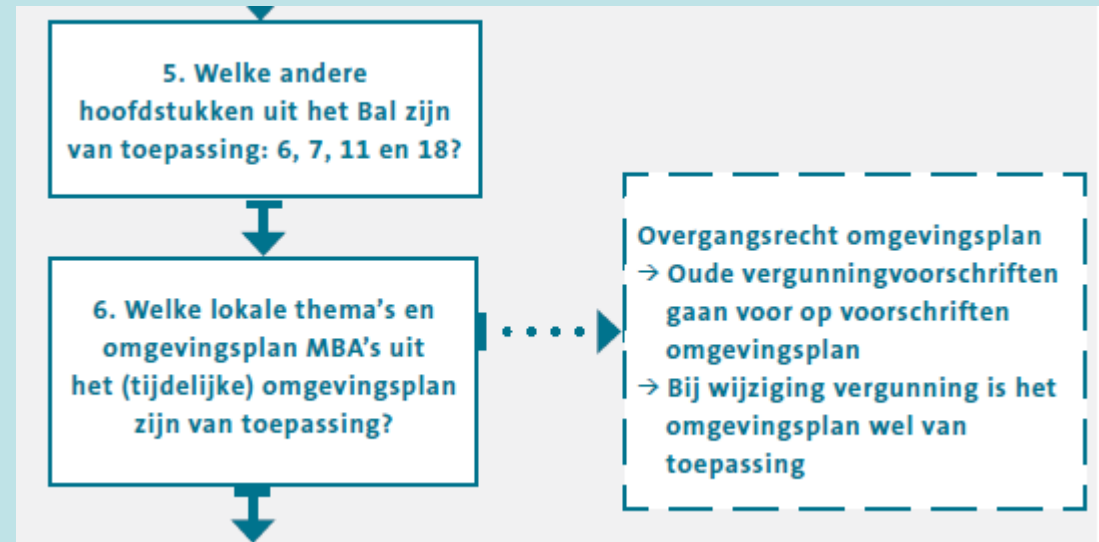 5. Welke andere
hoofdstukken uit het Bal zijn
van toepassing: 6, 7, 11 en 18?
6. Welke lokale thema's en
omgevingsplan MBA's uit
het (tijdelijke) omgevingsplan
zijn van toepassing?
Overgangsrecht omgevingsplan
→ Oude vergunningvoorschriften
gaan voor op voorschriften
omgevingsplan
→ Bij wijziging vergunning is het
omgevingsplan wel van
toepassing